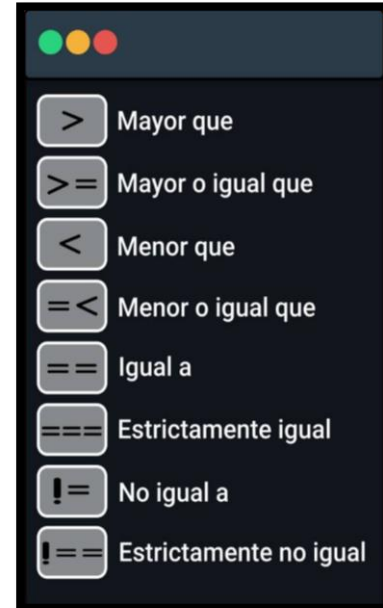 > Mayor que
>= Mayor o igual que
< Menor que
=< Menor o igual que
== Igual a
=== Estrictamente igual
!= No igual a
!== Estrictamente no igual